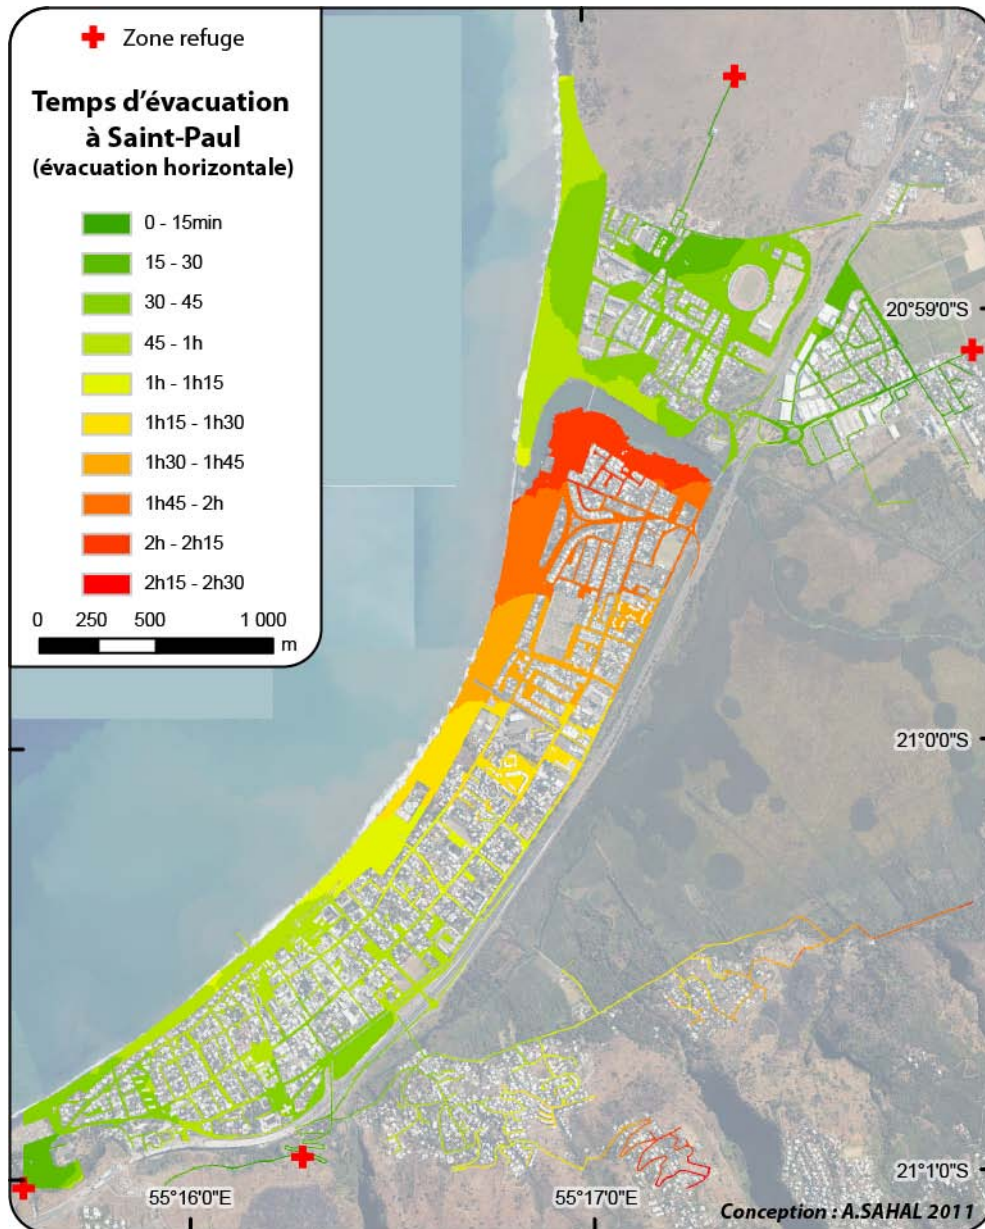 Zone refuge
Temps d'évacuation
à Saint-Paul
(évacuation horizontale)
0 - 15min
15 - 30
30 - 45
45 - 1h
1h - 1h15
1h15 - 1h30
1h30 - 1h45
1h45 - 2h
2h - 2h15
2h15 - 2h30
0 250 500 1 000
m
20°59'0"S
21°0'0"S
21°1'0"S
55°16'0"E
55°17'0"E
Conception : A.SAHAL 2011